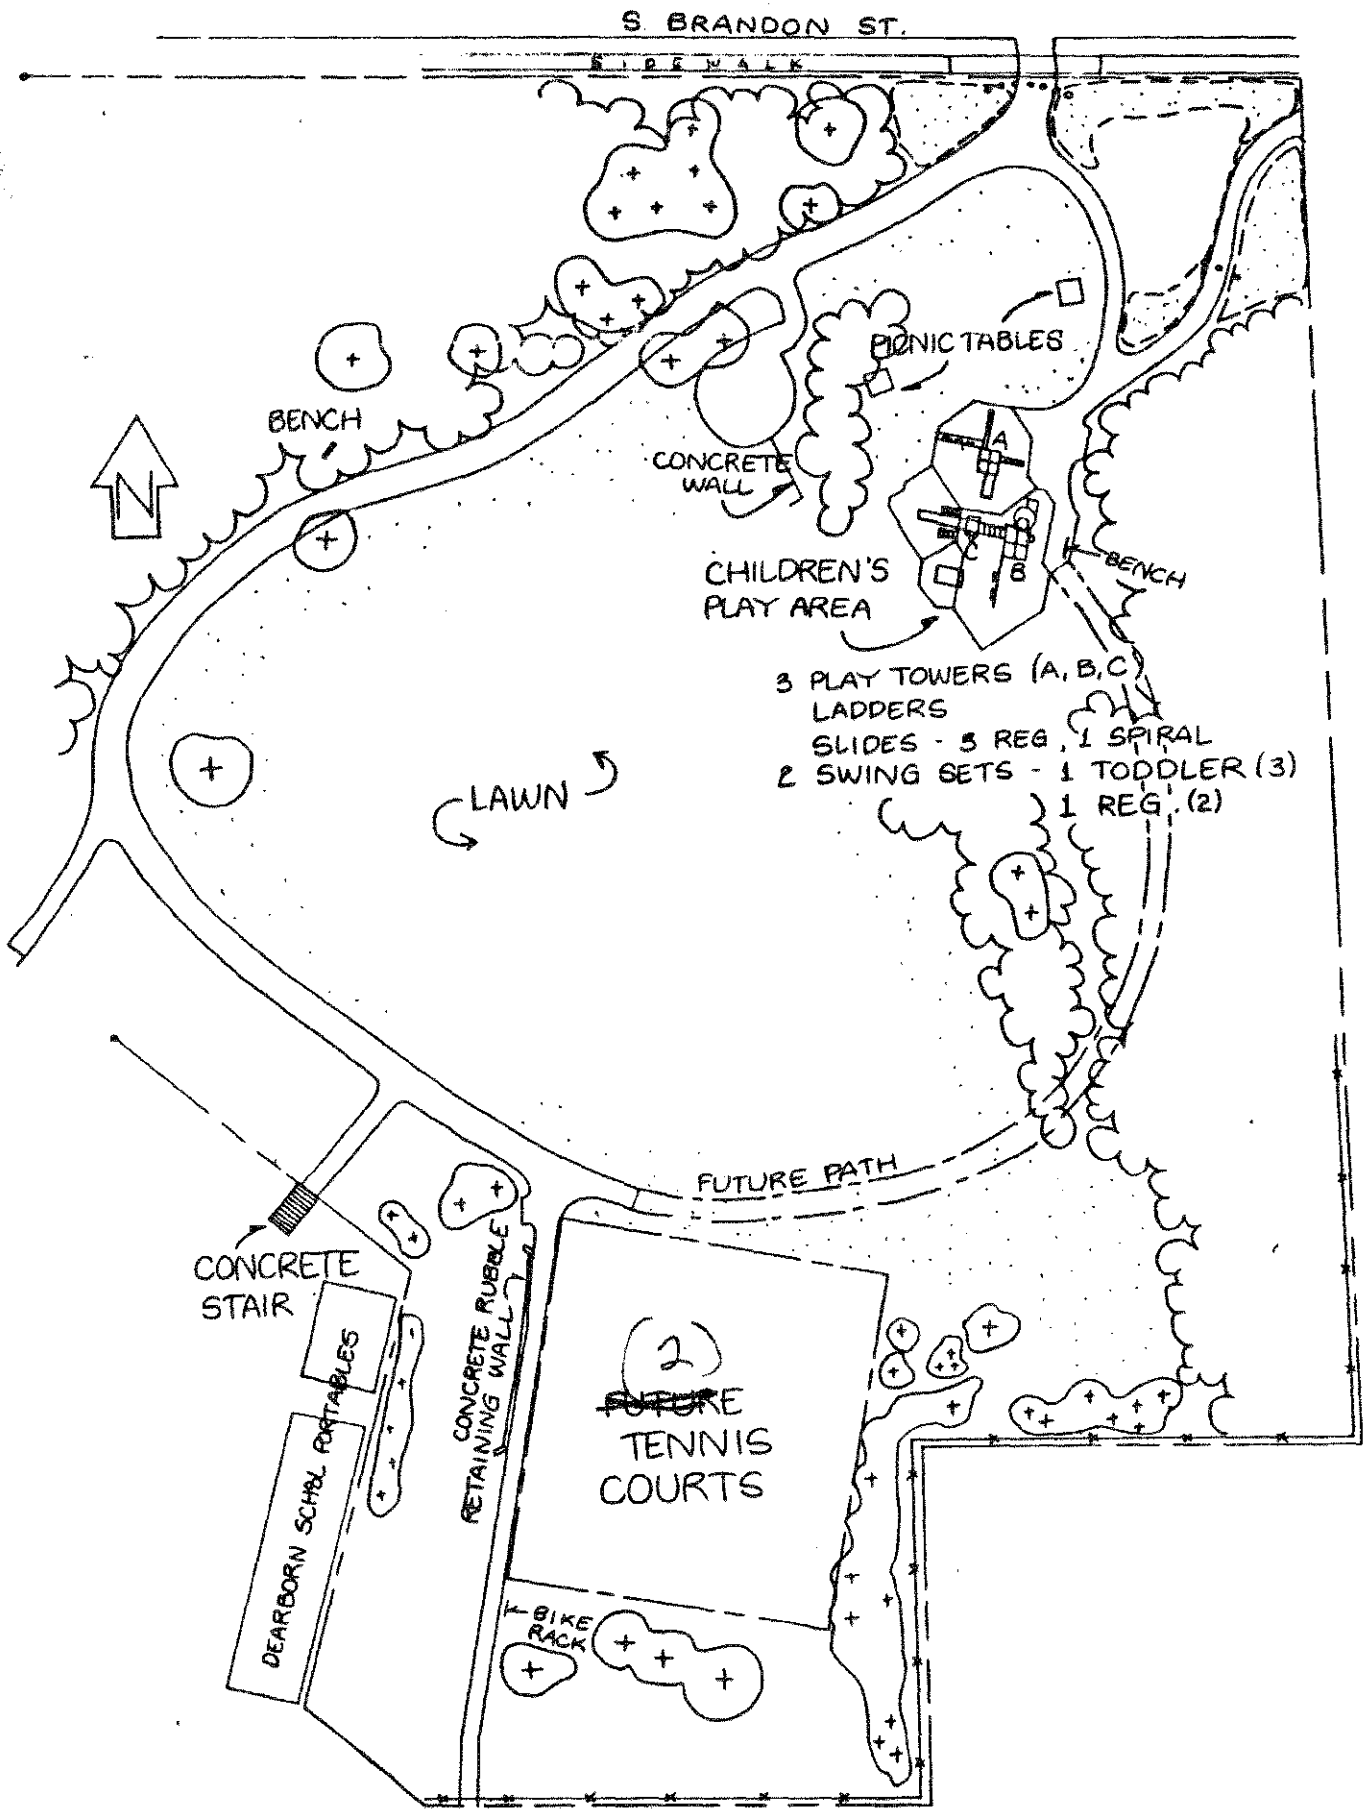 S. BRANDON ST.
SIDEWALK
PICNIC TABLES
BENCH
N
A
CONCRETE
WALL
C
B
BENCH
CHILDREN'S
PLAY AREA
3 PLAY TOWERS (A, B, C)
LADDERS
SLIDES - 3 REG, 1 SPIRAL
2 SWING SETS - 1 TODDLER (3)
1 REG. (2)
LAWN
FUTURE PATH
CONCRETE
STAIR
CONCRETE RUBBLE
RETAINING WALL
DEARBORN SCHOL PORTABLES
(2)
FUTURE
TENNIS
COURTS
BIKE
RACK